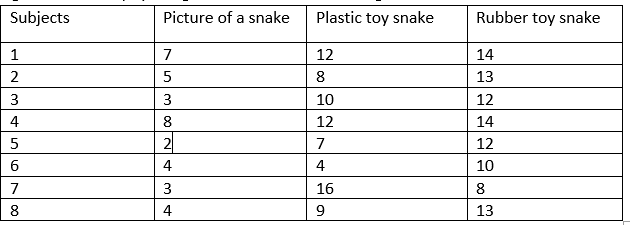 Subjects Picture of a snake Plastic toy snake Rubber toy snake
1 7 12 14
2 5 8 13
3 3 10 12
4 8 12 14
5 2 7 12
6 4 4 10
7 3 16 8
8 4 9 13